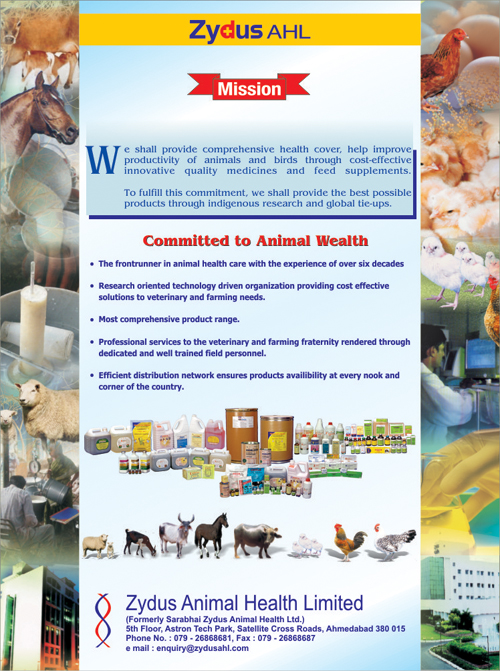 Zydus AHL
Mission
We shall provide comprehensive health cover, help improve
productivity of animals and birds through cost-effective
innovative quality medicines and feed supplements.
To fulfill this commitment, we shall provide the best possible
products through indigenous research and global tie-ups.
Committed to Animal Wealth
• The frontrunner in animal health care with the experience of over six decades
• Research oriented technology driven organization providing cost effective
solutions to veterinary and farming needs.
• Most comprehensive product range.
• Professional services to the veterinary and farming fraternity rendered through
dedicated and well trained field personnel.
• Efficient distribution network ensures products availibility at every nook and
corner of the country.
Zydus Animal Health Limited
(Formerly Sarabhai Zydus Animal Health Ltd.)
5th Floor, Astron Tech Park, Satellite Cross Roads, Ahmedabad 380 015
Phone No. : 079 - 26868681, Fax : 079 - 26868687
e mail : enquiry@zydusahl.com